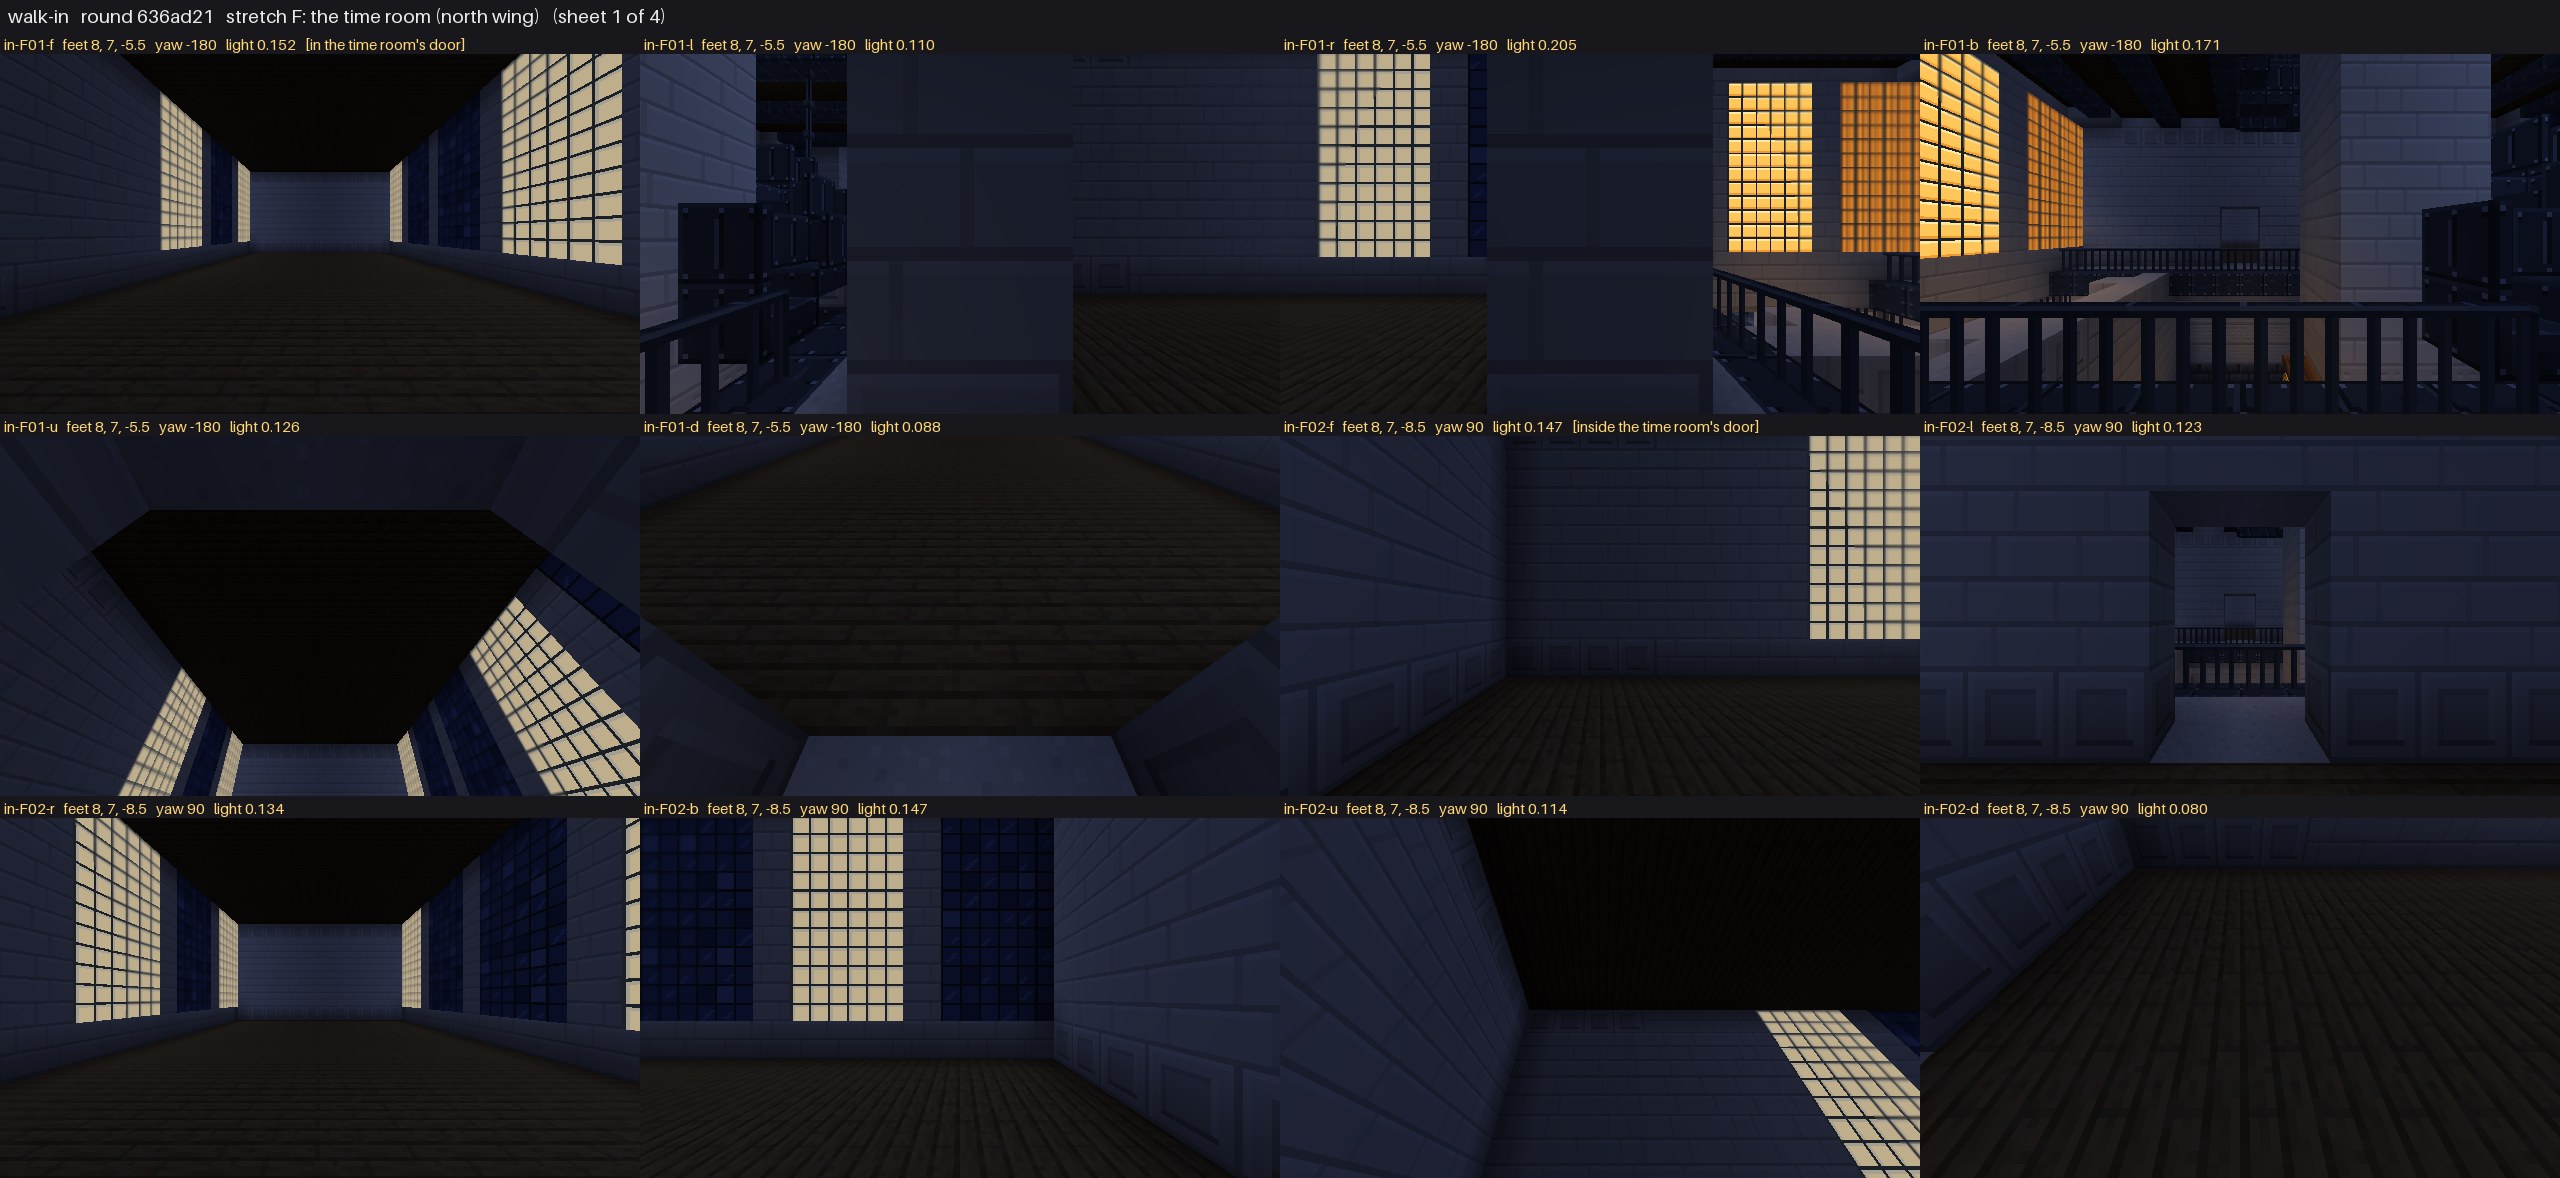 walk-in round 636ad21 stretch F: the time room (north wing) (sheet 1 of 4)
in-F01-f feet 8, 7, -5.5 yaw -180 light 0.152 [in the time room's door]
in-F01-l feet 8, 7, -5.5 yaw -180 light 0.110
in-F01-r feet 8, 7, -5.5 yaw -180 light 0.205
in-F01-b feet 8, 7, -5.5 yaw -180 light 0.171
in-F01-u feet 8, 7, -5.5 yaw -180 light 0.126
in-F01-d feet 8, 7, -5.5 yaw -180 light 0.088
in-F02-f feet 8, 7, -8.5 yaw 90 light 0.147 [inside the time room's door]
in-F02-l feet 8, 7, -8.5 yaw 90 light 0.123
in-F02-r feet 8, 7, -8.5 yaw 90 light 0.134
in-F02-b feet 8, 7, -8.5 yaw 90 light 0.147
in-F02-u feet 8, 7, -8.5 yaw 90 light 0.114
in-F02-d feet 8, 7, -8.5 yaw 90 light 0.080